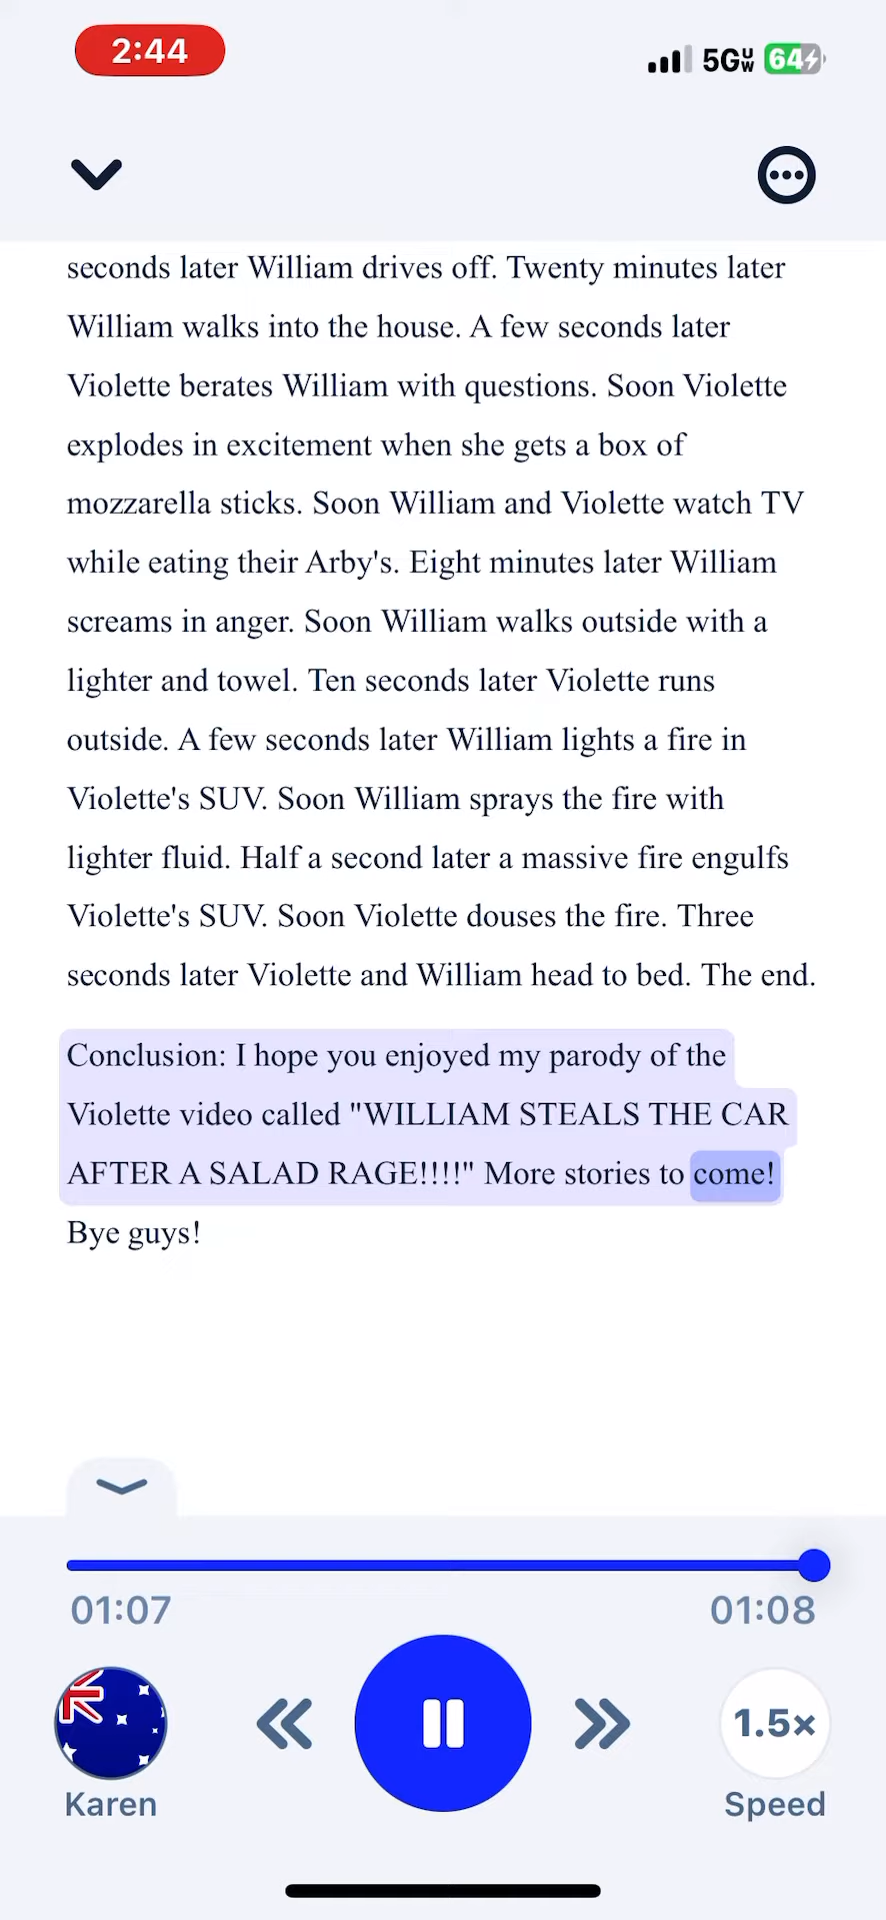 2:44
5GUW
64
seconds later William drives off. Twenty minutes later
William walks into the house. A few seconds later
Violette berates William with questions. Soon Violette
explodes in excitement when she gets a box of
mozzarella sticks. Soon William and Violette watch TV
while eating their Arby's. Eight minutes later William
screams in anger. Soon William walks outside with a
lighter and towel. Ten seconds later Violette runs
outside. A few seconds later William lights a fire in
Violette's SUV. Soon William sprays the fire with
lighter fluid. Half a second later a massive fire engulfs
Violette's SUV. Soon Violette douses the fire. Three
seconds later Violette and William head to bed. The end.
Conclusion: I hope you enjoyed my parody of the
Violette video called "WILLIAM STEALS THE CAR
AFTER A SALAD RAGE!!!!" More stories to come!
Bye guys!
01:07
01:08
1.5×
Karen
Speed